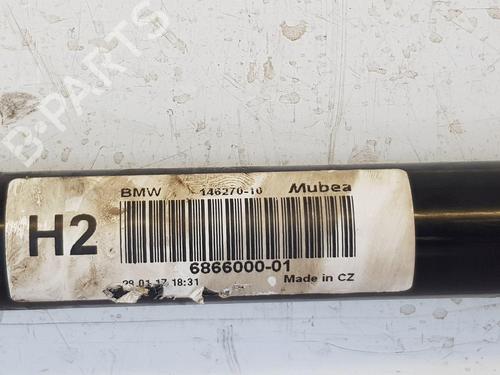 B-PARTS
BMW 146270-10 Mubea
H2
6866000-01
28.01.17 18:31 Made in CZ